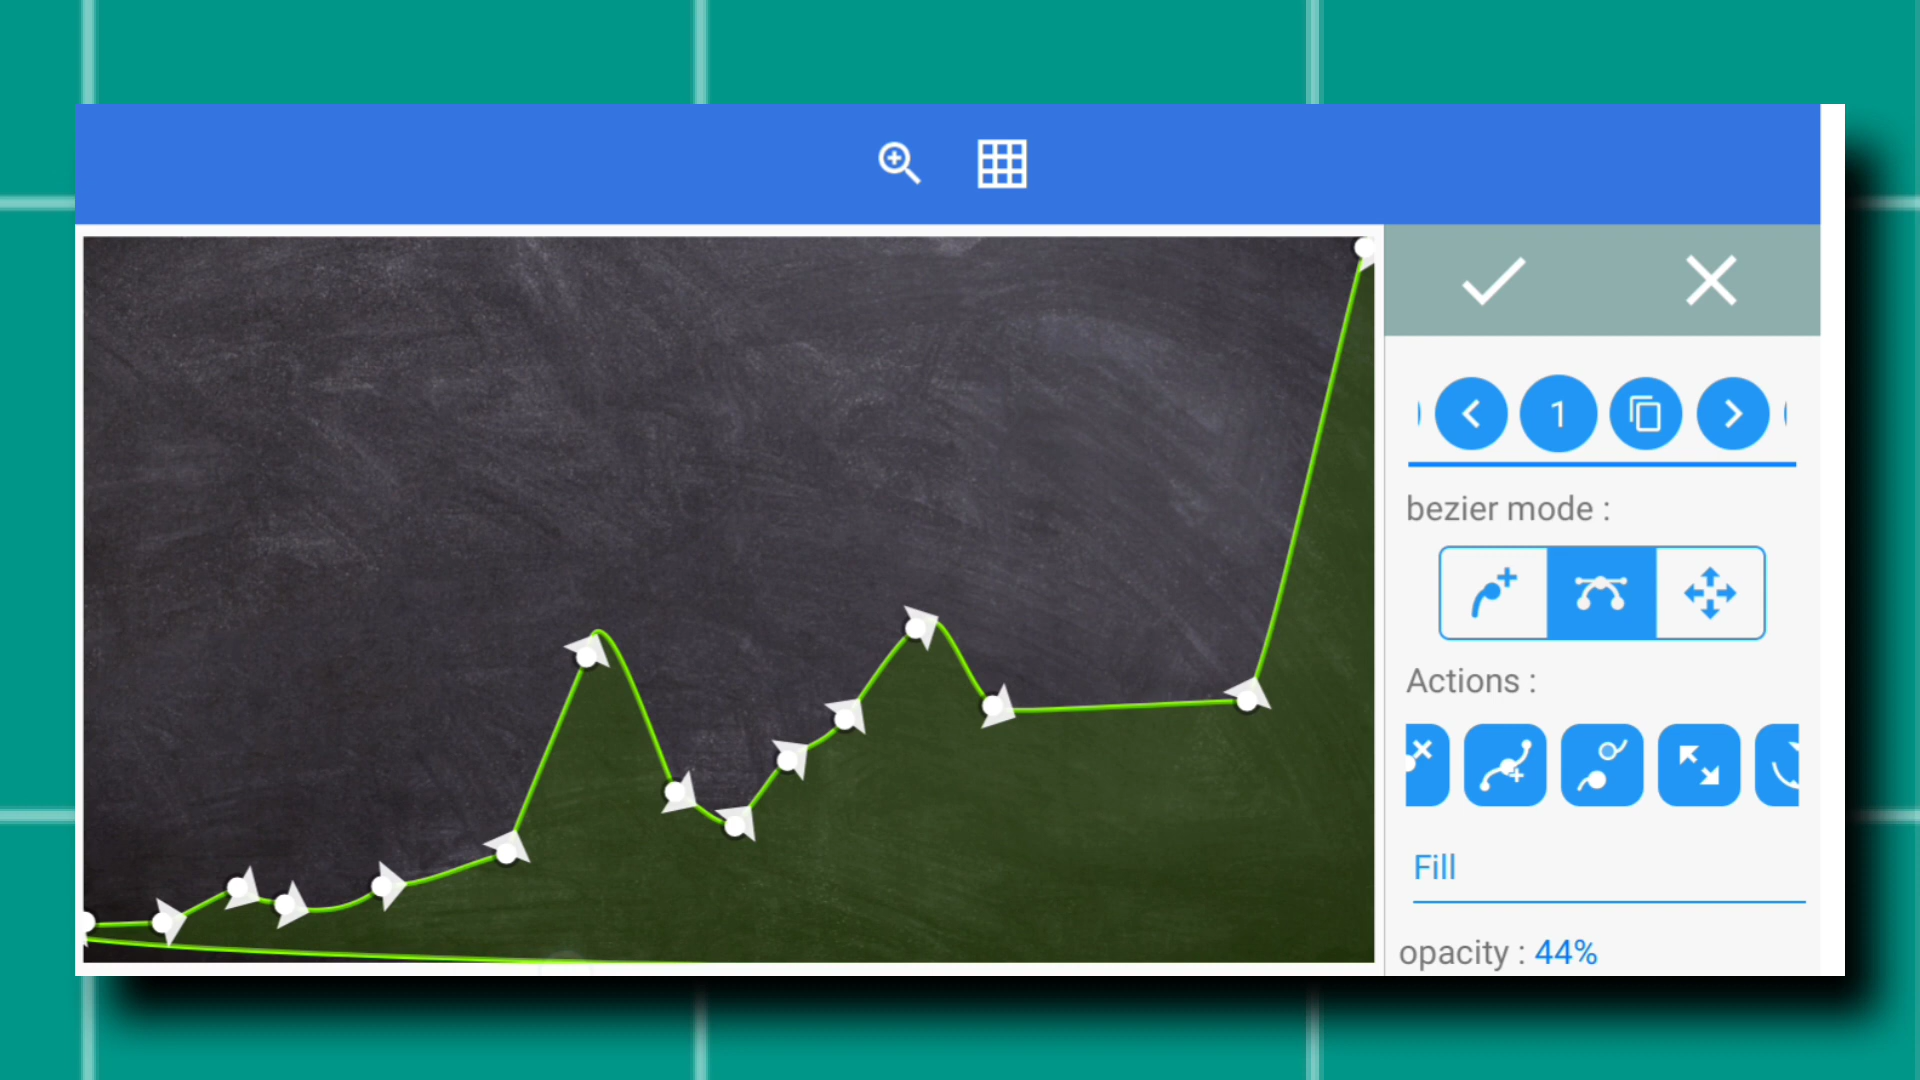 1
bezier mode :
Actions :
Fill
opacity : 44%